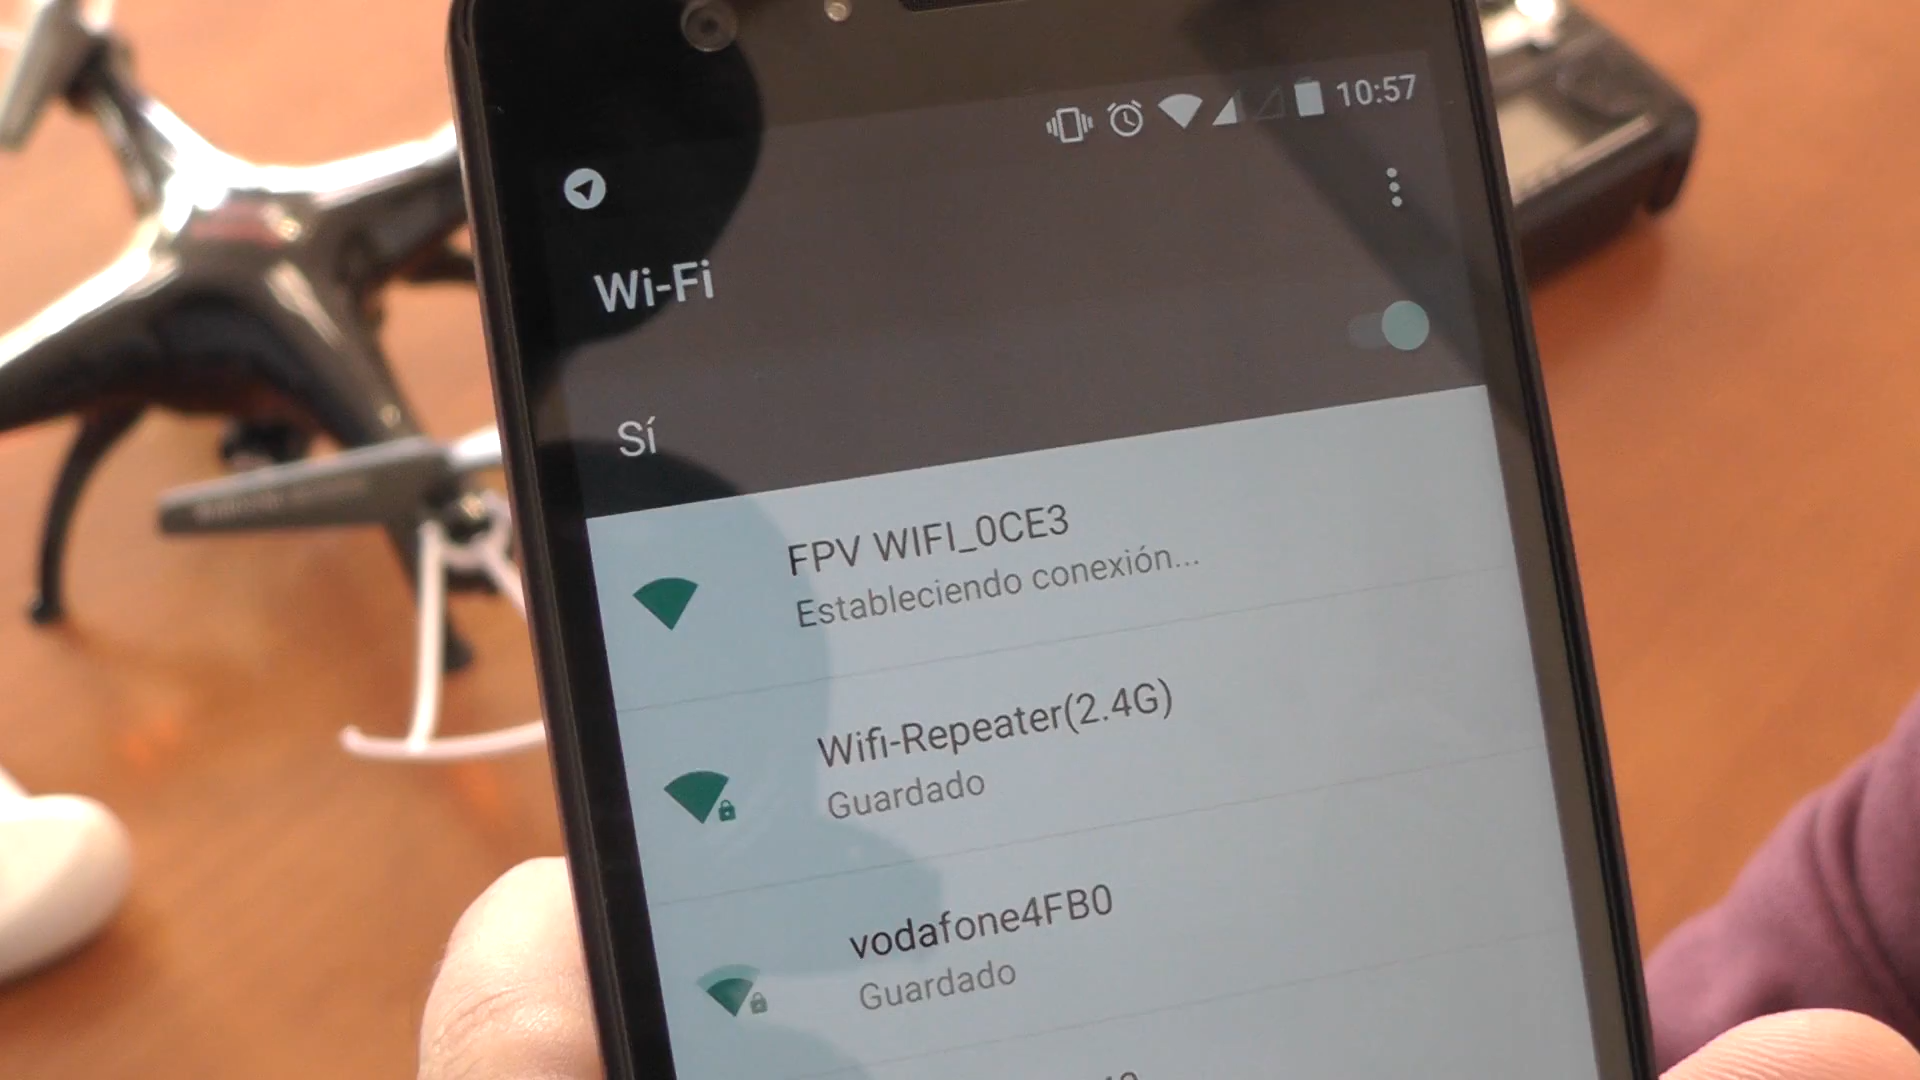 10:57
Wi-Fi
Sí
FPV WIFI_0CE3
Estableciendo conexión...
Wifi-Repeater(2.4G)
Guardado
vodafone4FB0
Guardado